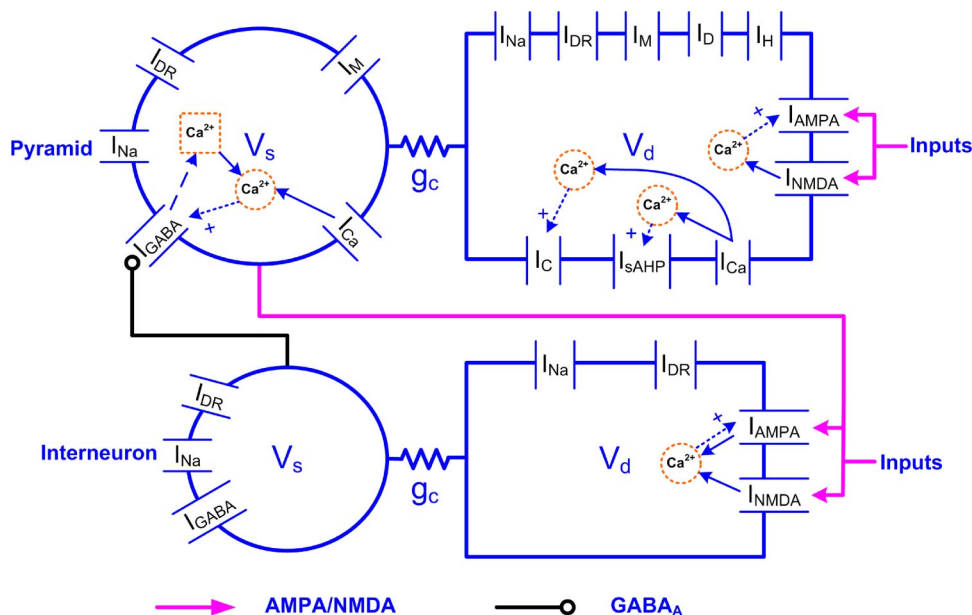 I_Na I_DR I_M I_D I_H
I_DR I_M
Ca²⁺ V_s
Pyramid I_Na
Ca²⁺
+
I_GABA I_Ca
g_c
V_d
Ca²⁺ +
Ca²⁺ +
Ca²⁺ +
I_AMPA
Inputs
I_NMDA
I_C I_sAHP I_Ca
I_Na I_DR
I_DR
Interneuron I_Na V_s
I_GABA
g_c
V_d
+
Ca²⁺
I_AMPA
Inputs
I_NMDA
AMPA/NMDA GABA_A